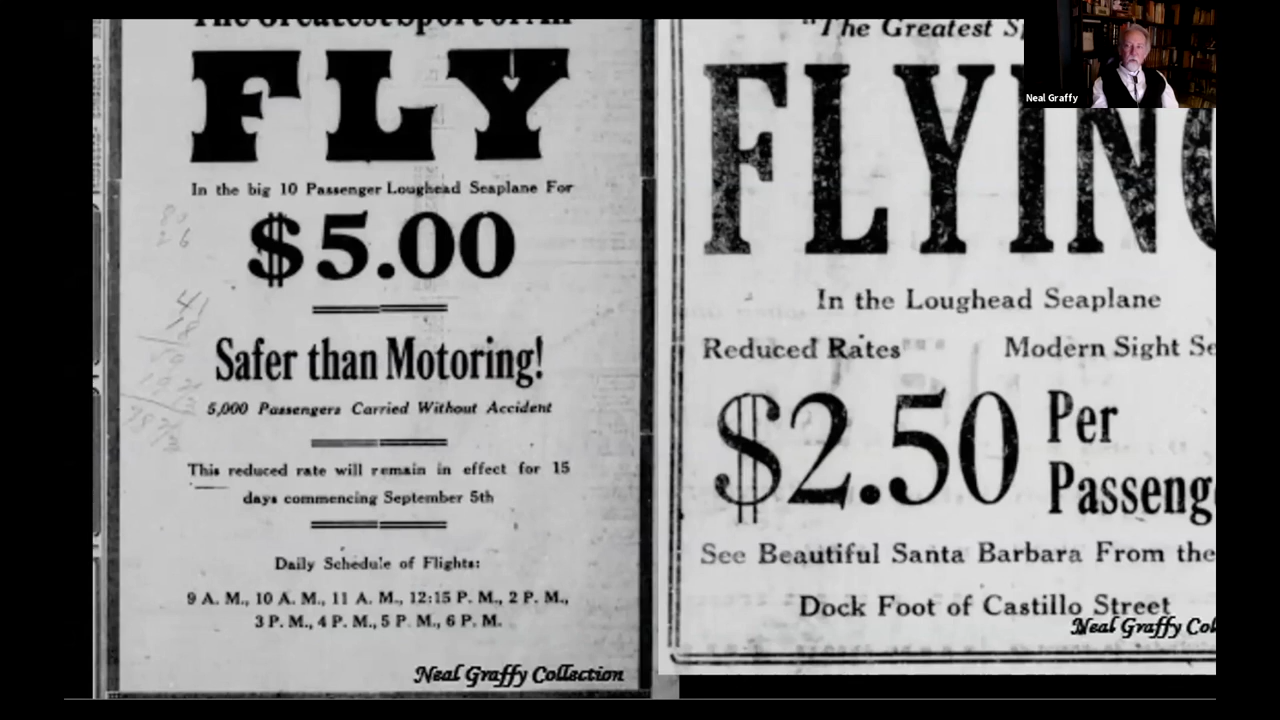 The Greatest Sport of All
FLY
In the big 10 Passenger Loughead Seaplane For
$5.00
Safer than Motoring!
5,000 Passengers Carried Without Accident
This reduced rate will remain in effect for 15
days commencing September 5th
Daily Schedule of Flights:
9 A. M., 10 A. M., 11 A. M., 12:15 P. M., 2 P. M.,
3 P. M., 4 P. M., 5 P. M., 6 P. M.
Neal Graffy Collection
"The Greatest
FLYING
In the Loughead Seaplane
Reduced Rates Modern Sight
$2.50 Per
Passeng
See Beautiful Santa Barbara From the
Dock Foot of Castillo Street
Neal Graffy Col
Neal Graffy